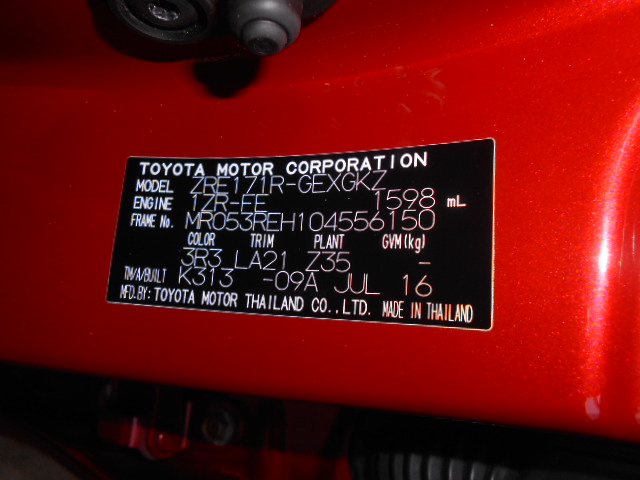 TOYOTA MOTOR CORPORATION
MODEL ZRE171R-GEXGKZ
ENGINE 1ZR-FE 1598 mL
FRAME No. MR053REH104556150
COLOR TRIM PLANT GVM(kg)
3R3 LA21 Z35 -
TM/A/BUILT K313 -09A JUL 16
MFD.BY:TOYOTA MOTOR THAILAND CO.,LTD. MADE IN THAILAND